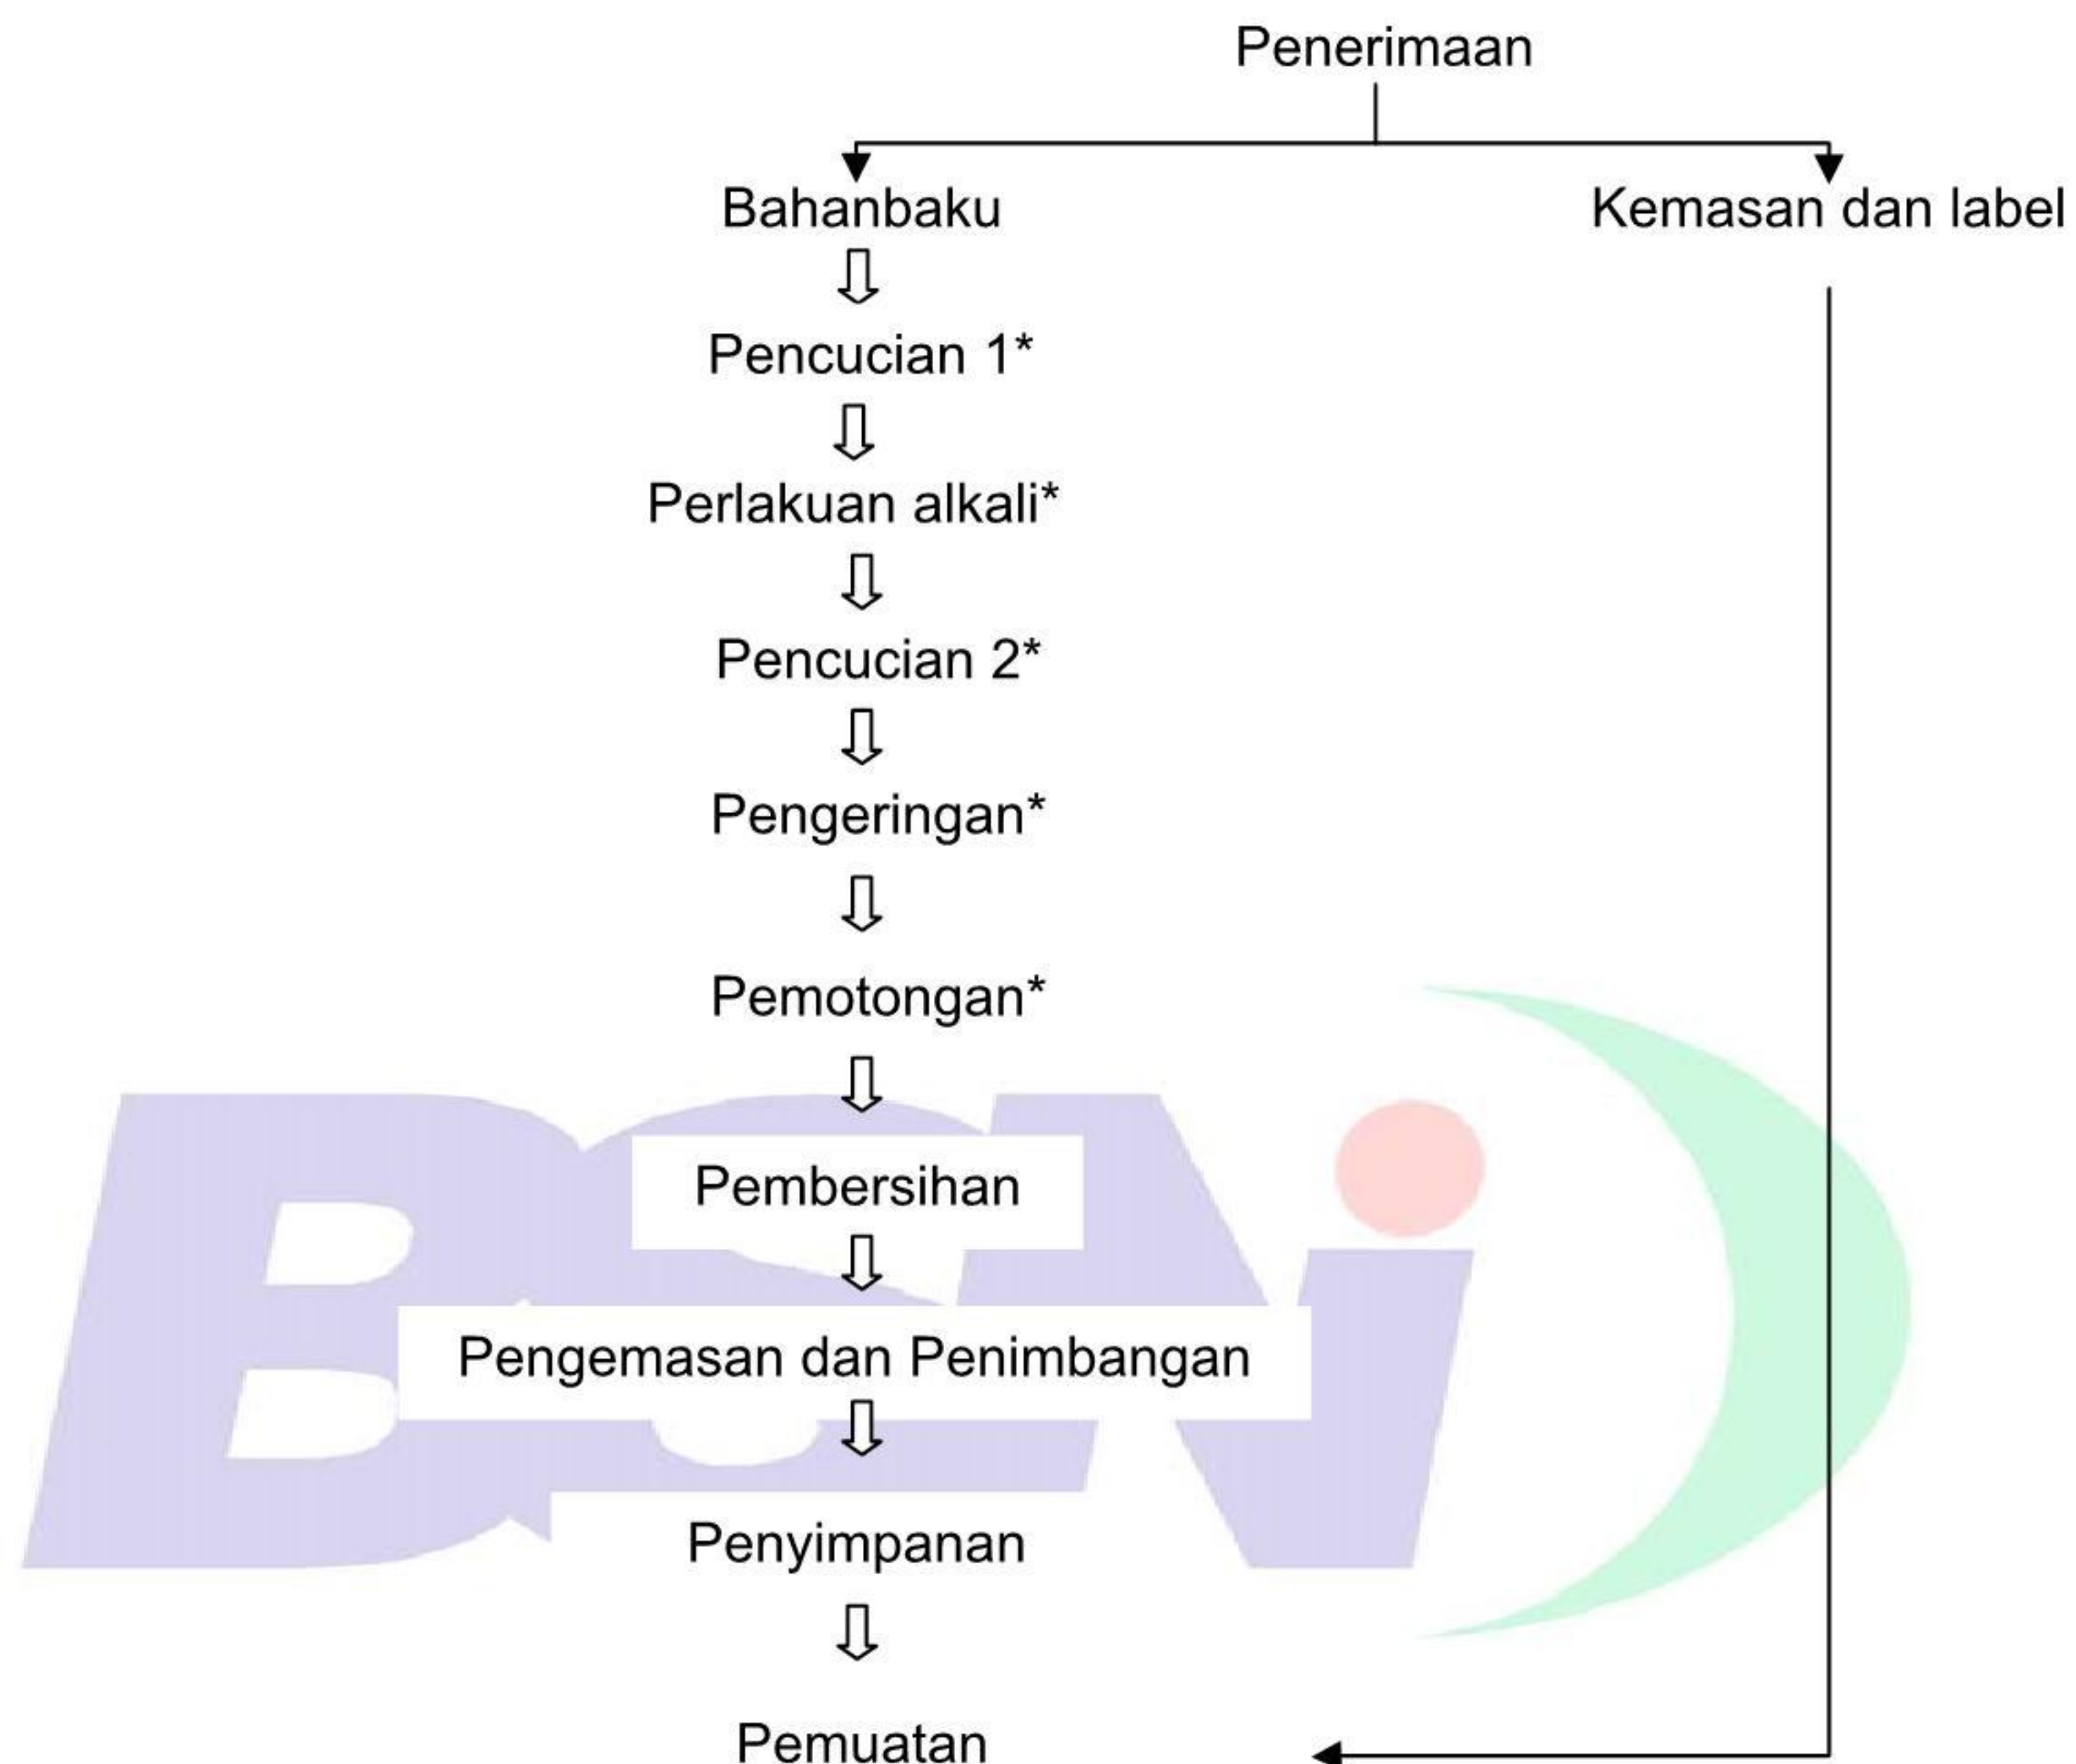 Penerimaan
Bahanbaku
Kemasan dan label
Pencucian 1*
Perlakuan alkali*
Pencucian 2*
Pengeringan*
Pemotongan*
BSN
Pembersihan
Pengemasan dan Penimbangan
Penyimpanan
Pemuatan